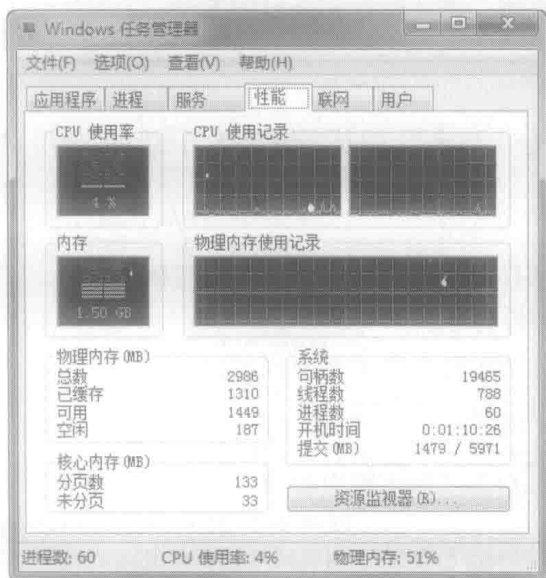 Windows 任务管理器
文件(F) 选项(O) 查看(V) 帮助(H)
应用程序 进程 服务 性能 联网 用户
CPU 使用率 CPU 使用记录
4 %
内存 物理内存使用记录
1.50 GB
物理内存(MB)
总数 2986
已缓存 1310
可用 1449
空闲 187
核心内存(MB)
分页数 133
未分页 33
系统
句柄数 19465
线程数 788
进程数 60
开机时间 0:01:10:26
提交(MB) 1479 / 5971
资源监视器(R)...
进程数: 60 CPU 使用率: 4% 物理内存: 51%